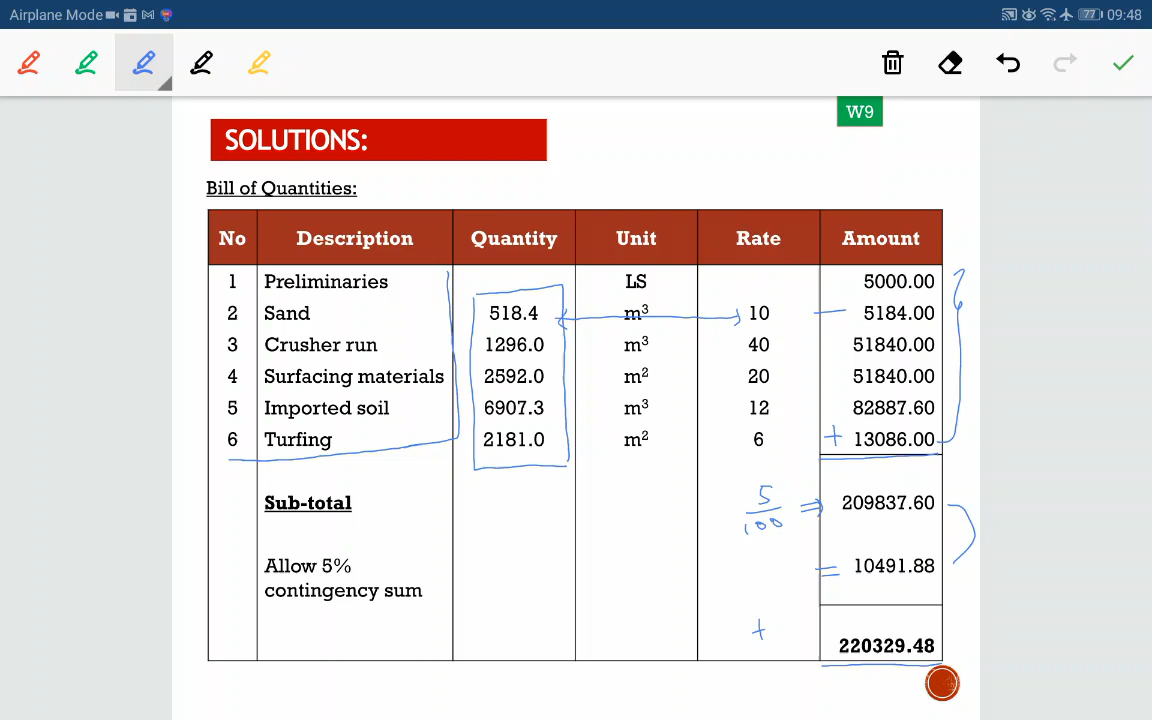 Airplane Mode 77 09:48
W9
SOLUTIONS:
Bill of Quantities:
No Description Quantity Unit Rate Amount
1 Preliminaries LS 5000.00
2 Sand 518.4 m³ 10 5184.00
3 Crusher run 1296.0 m³ 40 51840.00
4 Surfacing materials 2592.0 m² 20 51840.00
5 Imported soil 6907.3 m³ 12 82887.60
6 Turfing 2181.0 m² 6 + 13086.00
Sub-total 5/100 ⇒ 209837.60
Allow 5% = 10491.88
contingency sum
+ 220329.48